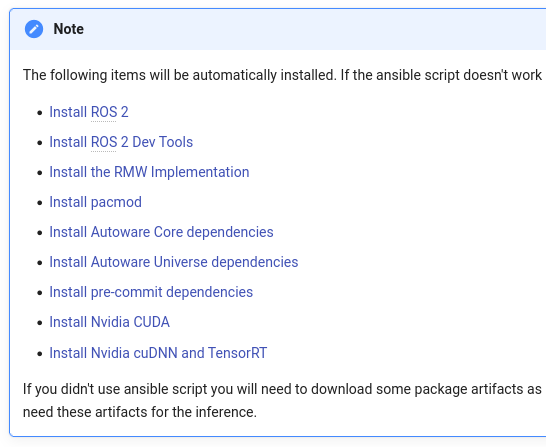 Note
The following items will be automatically installed. If the ansible script doesn't work
Install ROS 2
Install ROS 2 Dev Tools
Install the RMW Implementation
Install pacmod
Install Autoware Core dependencies
Install Autoware Universe dependencies
Install pre-commit dependencies
Install Nvidia CUDA
Install Nvidia cuDNN and TensorRT
If you didn't use ansible script you will need to download some package artifacts as
need these artifacts for the inference.